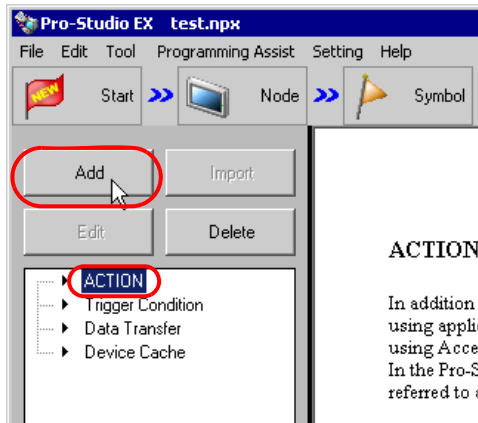 Pro-Studio EX test.npx
File Edit Tool Programming Assist Setting Help
NEW Start Node Symbol
Add Import
Edit Delete
ACTION
Trigger Condition
Data Transfer
Device Cache
ACTION
In addition
using appli
using Acce
In the Pro-S
referred to a